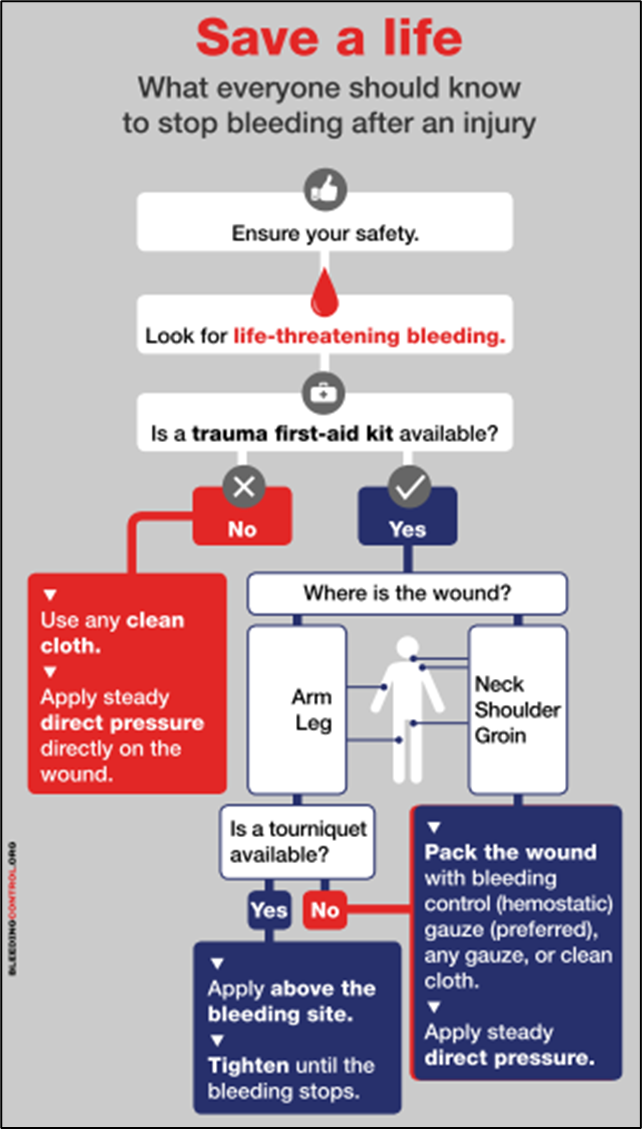 Save a life
What everyone should know
to stop bleeding after an injury
Ensure your safety.
Look for life-threatening bleeding.
Is a trauma first-aid kit available?
No
Yes
Use any clean
cloth.
Apply steady
direct pressure
directly on the
wound.
Where is the wound?
Arm
Leg
Neck
Shoulder
Groin
Is a tourniquet
available?
Yes
No
Apply above the
bleeding site.
Tighten until the
bleeding stops.
Pack the wound
with bleeding
control (hemostatic)
gauze (preferred),
any gauze, or clean
cloth.
Apply steady
direct pressure.
BLEEDINGCONTROL.ORG